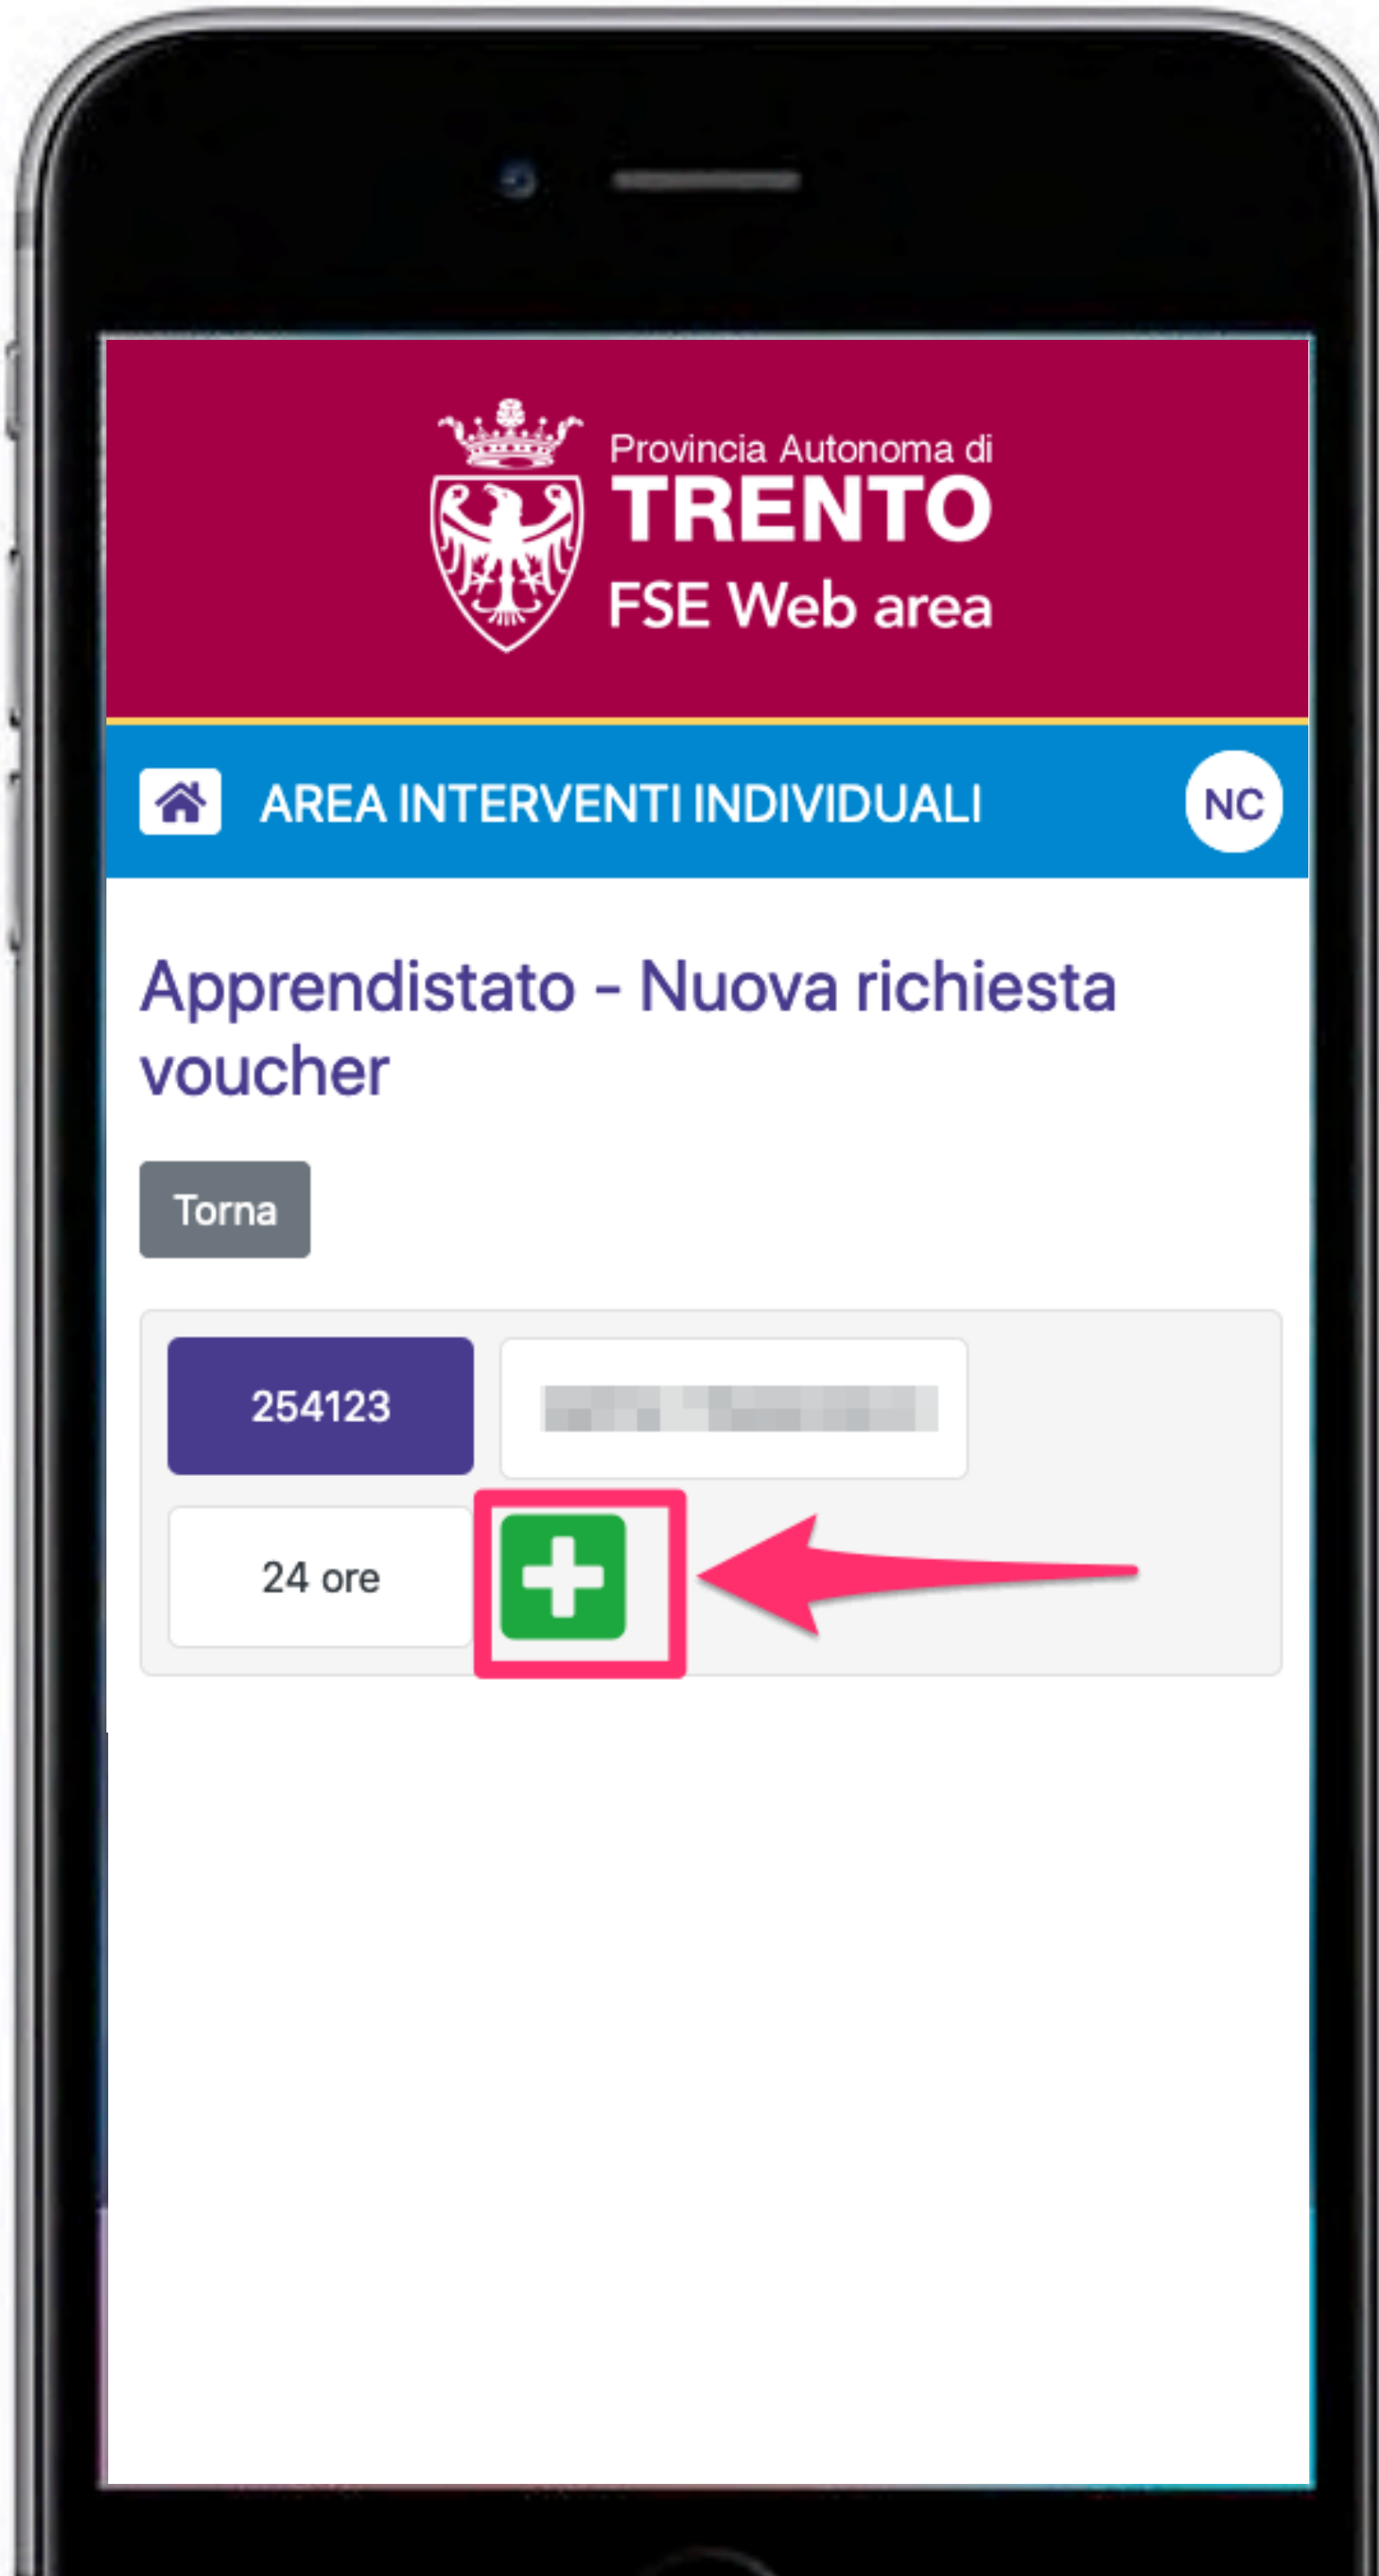 Provincia Autonoma di
TRENTO
FSE Web area
AREA INTERVENTI INDIVIDUALI
NC
Apprendistato - Nuova richiesta
voucher
Torna
254123
24 ore